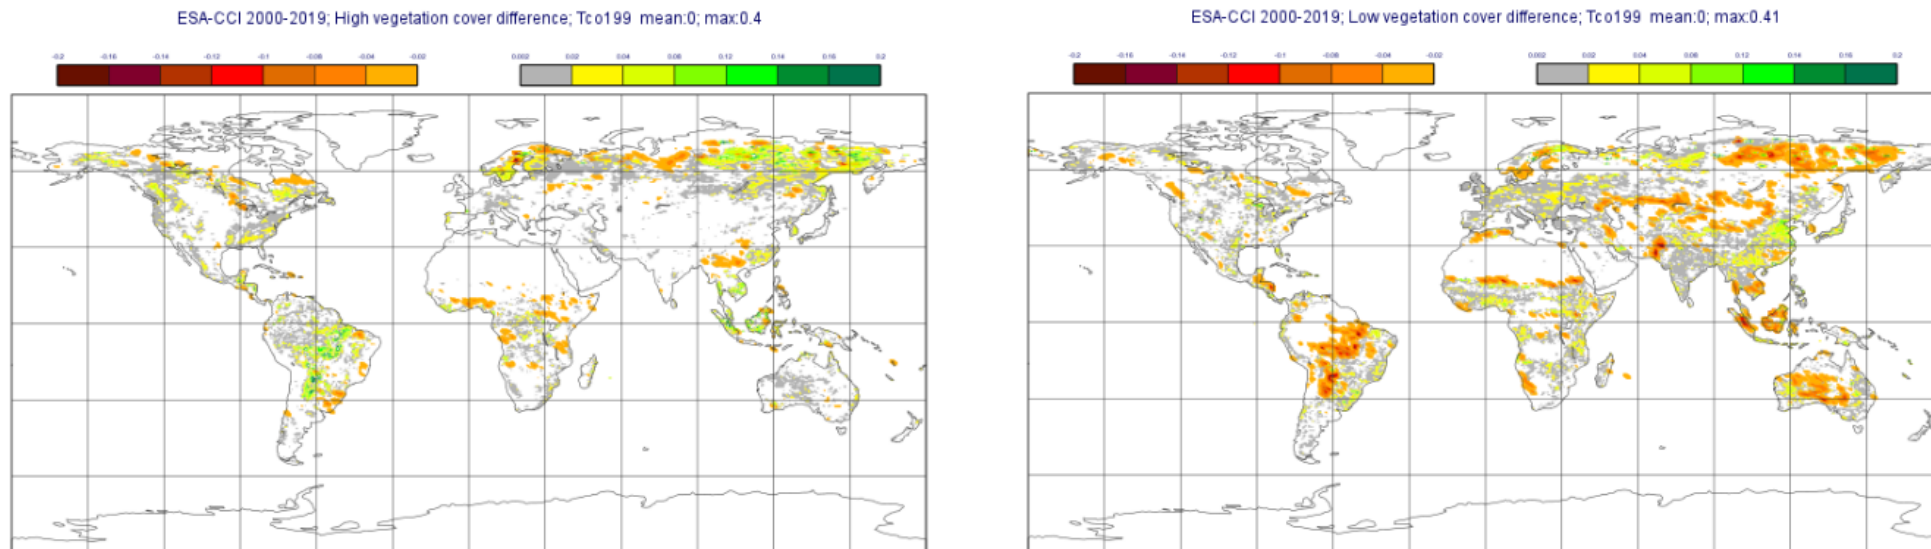 ESA-CCI 2000-2019; High vegetation cover difference; Tco199 mean:0; max:0.4
-0.2 -0.16 -0.14 -0.12 -0.1 -0.06 -0.04 -0.02 0.002 0.02 0.04 0.06 0.12 0.14 0.16 0.2
ESA-CCI 2000-2019; Low vegetation cover difference; Tco199 mean:0; max:0.41
-0.2 -0.16 -0.14 -0.12 -0.1 -0.06 -0.04 -0.02 0.002 0.02 0.04 0.06 0.12 0.14 0.16 0.2